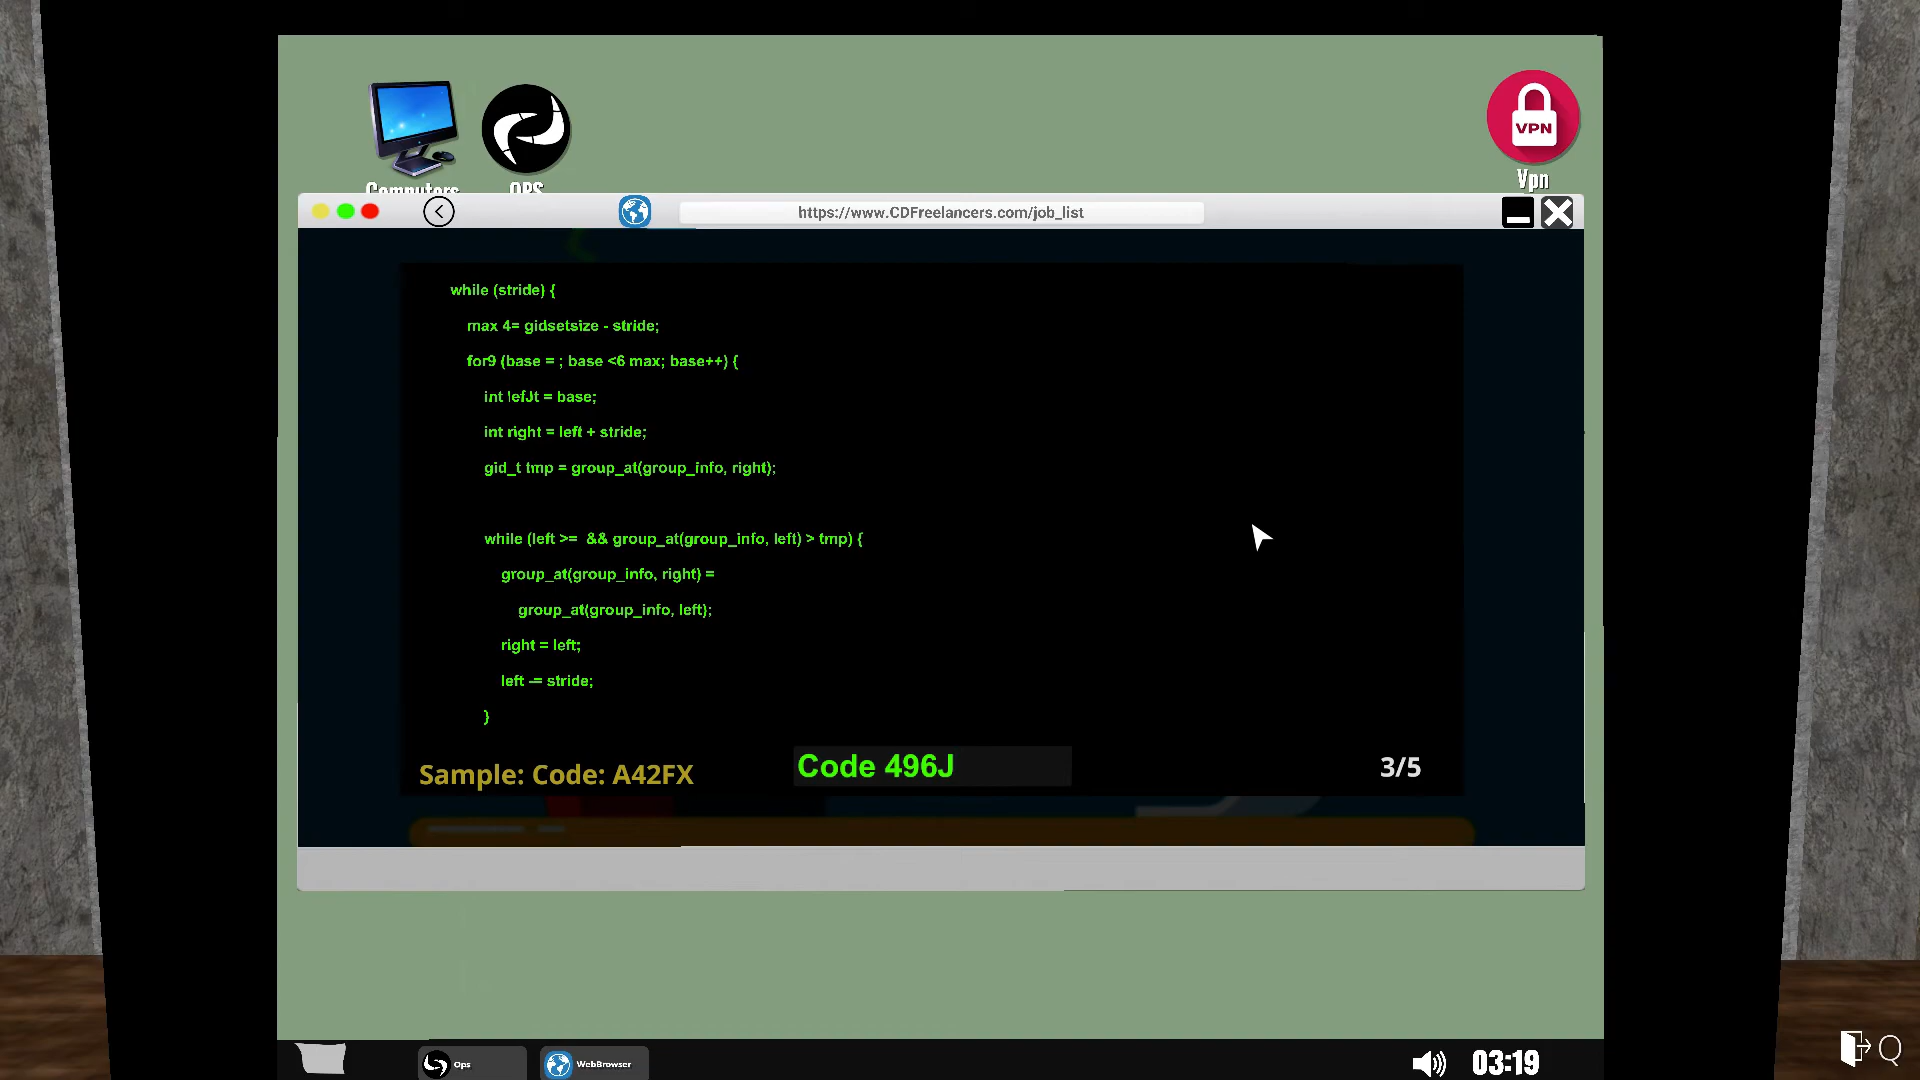 Computers
OPS
VPN
Vpn
https://www.CDFreelancers.com/job_list
while (stride) {
max 4= gidsetsize - stride;
for9 (base = ; base <6 max; base++) {
int lefJt = base;
int right = left + stride;
gid_t tmp = group_at(group_info, right);
while (left >=  && group_at(group_info, left) > tmp) {
group_at(group_info, right) =
group_at(group_info, left);
right = left;
left -= stride;
}
Sample: Code: A42FX
Code 496J
3/5
Ops
WebBrowser
03:19
Q